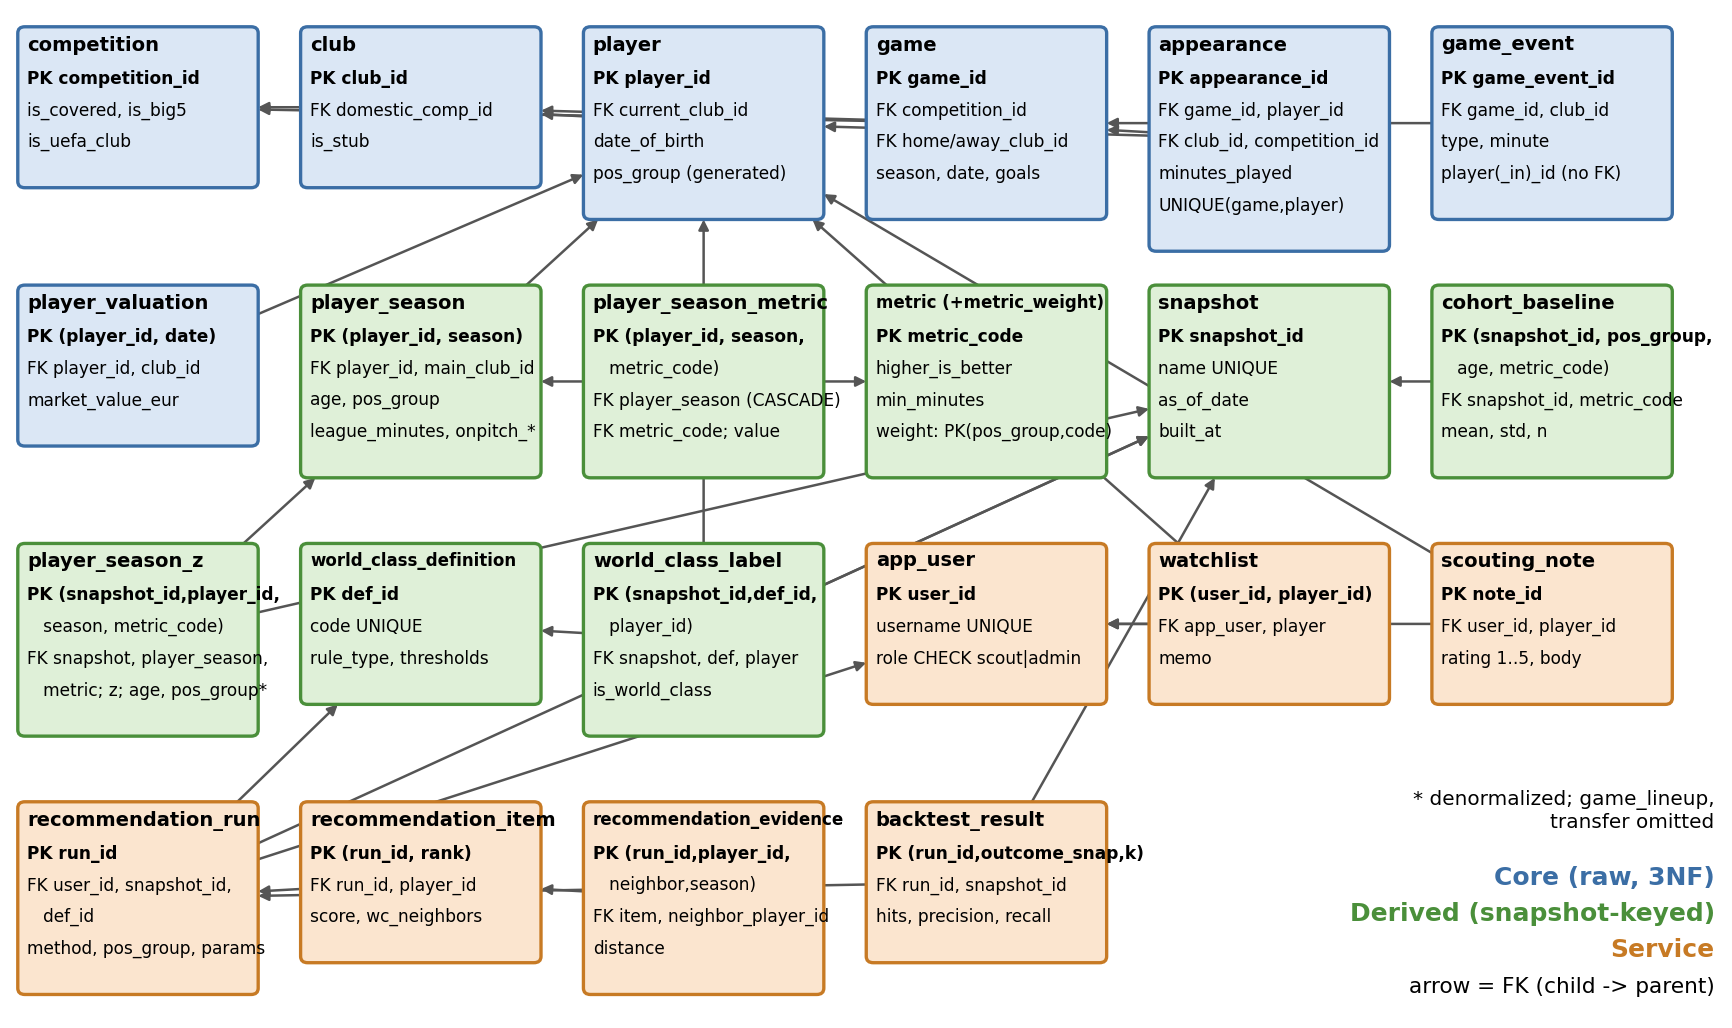 competition
PK competition_id
is_covered, is_big5
is_uefa_club
club
PK club_id
FK domestic_comp_id
is_stub
player
PK player_id
FK current_club_id
date_of_birth
pos_group (generated)
game
PK game_id
FK competition_id
FK home/away_club_id
season, date, goals
appearance
PK appearance_id
FK game_id, player_id
FK club_id, competition_id
minutes_played
UNIQUE(game,player)
game_event
PK game_event_id
FK game_id, club_id
type, minute
player(_in)_id (no FK)
player_valuation
PK (player_id, date)
FK player_id, club_id
market_value_eur
player_season
PK (player_id, season)
FK player_id, main_club_id
age, pos_group
league_minutes, onpitch_*
player_season_metric
PK (player_id, season,
metric_code)
FK player_season (CASCADE)
FK metric_code; value
metric (+metric_weight)
PK metric_code
higher_is_better
min_minutes
weight: PK(pos_group,code)
snapshot
PK snapshot_id
name UNIQUE
as_of_date
built_at
cohort_baseline
PK (snapshot_id, pos_group,
age, metric_code)
FK snapshot_id, metric_code
mean, std, n
player_season_z
PK (snapshot_id,player_id,
season, metric_code)
FK snapshot, player_season,
metric; z; age, pos_group*
world_class_definition
PK def_id
code UNIQUE
rule_type, thresholds
world_class_label
PK (snapshot_id,def_id,
player_id)
FK snapshot, def, player
is_world_class
app_user
PK user_id
username UNIQUE
role CHECK scout|admin
watchlist
PK (user_id, player_id)
FK app_user, player
memo
scouting_note
PK note_id
FK user_id, player_id
rating 1..5, body
recommendation_run
PK run_id
FK user_id, snapshot_id,
def_id
method, pos_group, params
recommendation_item
PK (run_id, rank)
FK run_id, player_id
score, wc_neighbors
recommendation_evidence
PK (run_id,player_id,
neighbor,season)
FK item, neighbor_player_id
distance
backtest_result
PK (run_id,outcome_snap,k)
FK run_id, snapshot_id
hits, precision, recall
* denormalized; game_lineup,
transfer omitted
Core (raw, 3NF)
Derived (snapshot-keyed)
Service
arrow = FK (child -> parent)